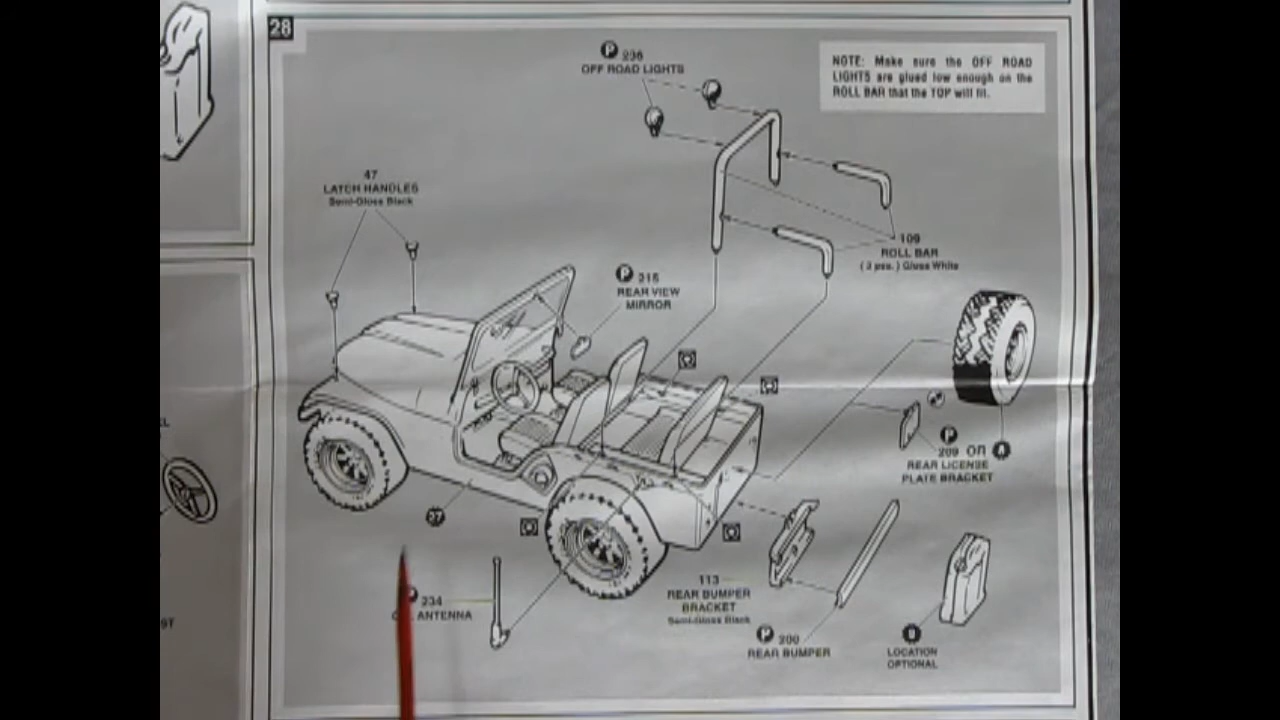 28
P 236
OFF ROAD LIGHTS
NOTE: Make sure the OFF ROAD
LIGHTS are glued low enough on the
ROLL BAR that the TOP will fit.
47
LATCH HANDLES
Semi-Gloss Black
109
ROLL BAR
(3 pcs.) Gloss White
P 215
REAR VIEW
MIRROR
P
209 OR A
REAR LICENSE
PLATE BRACKET
37
234
ANTENNA
113
REAR BUMPER
BRACKET
Semi-Gloss Black
P 200
REAR BUMPER
LOCATION
OPTIONAL